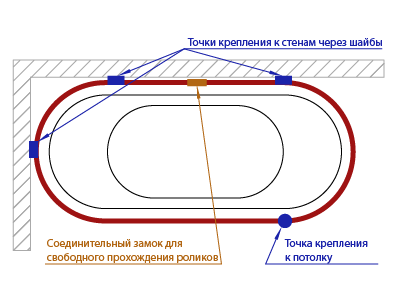 Точки крепления к стенам через шайбы
Соединительный замок для
свободного прохождения роликов
Точка крепления
к потолку